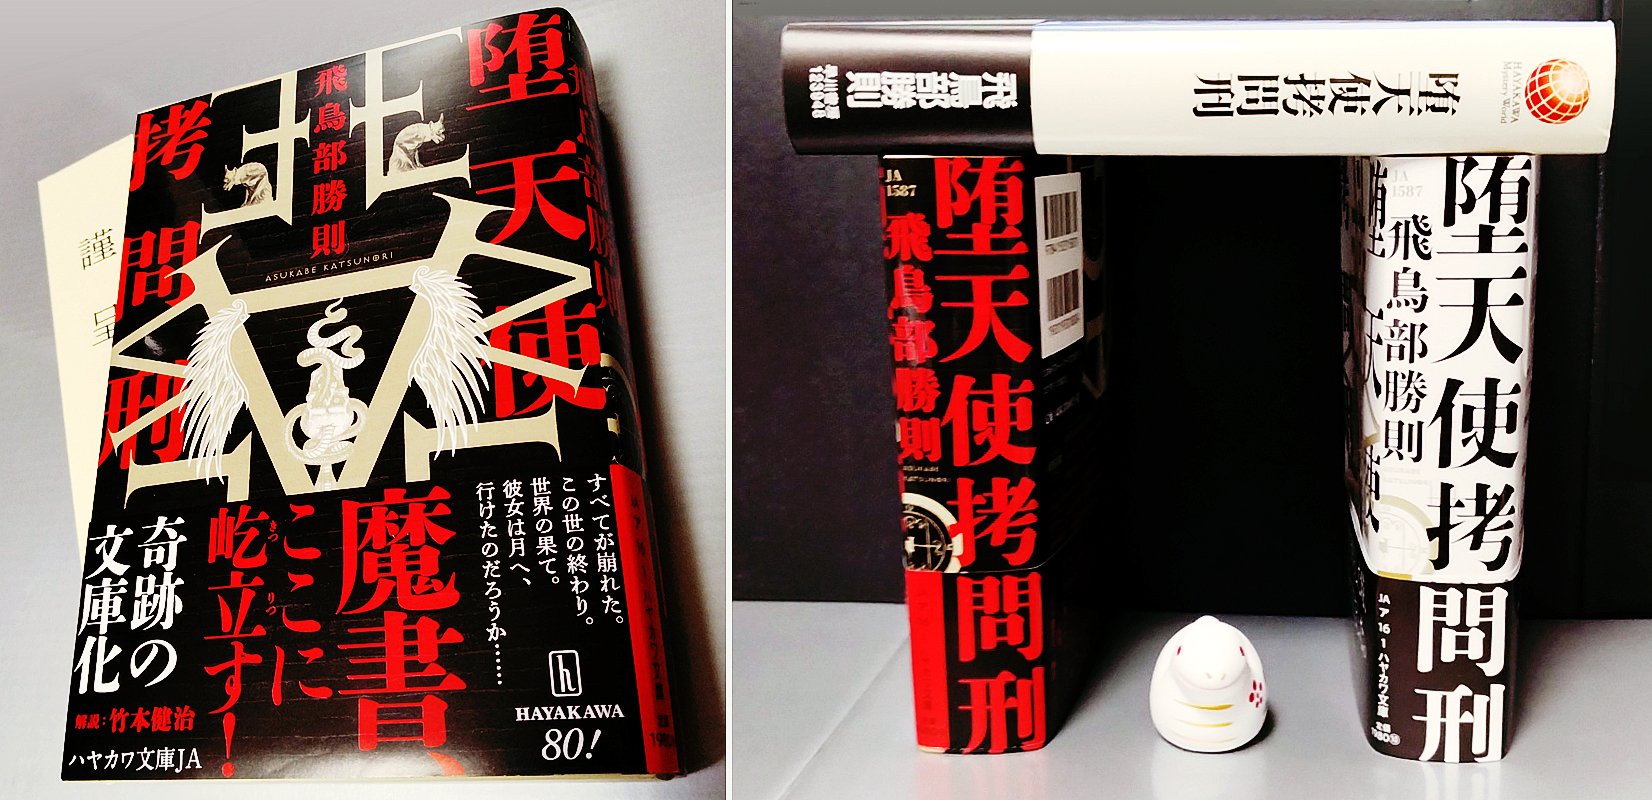 謹呈
堕天使
拷問刑
飛鳥部勝則
ASUKABE KATSUNORI
すべてが崩れた。
この世の終わり。
世界の果て。
彼女は月へ、
行けたのだろうか……
魔書、
ここに
屹立す！
きつ りつ
奇跡の
文庫化
解説：竹本健治
ハヤカワ文庫JA
HAYAKAWA
80!
堕天使拷問刑
飛鳥部勝則
HAYAKAWA
Mystery World
JA
1587
堕天使拷問刑
飛鳥部勝則
JA
1587
堕天使拷問刑
飛鳥部勝則
JA ア 16 1 ハヤカワ文庫